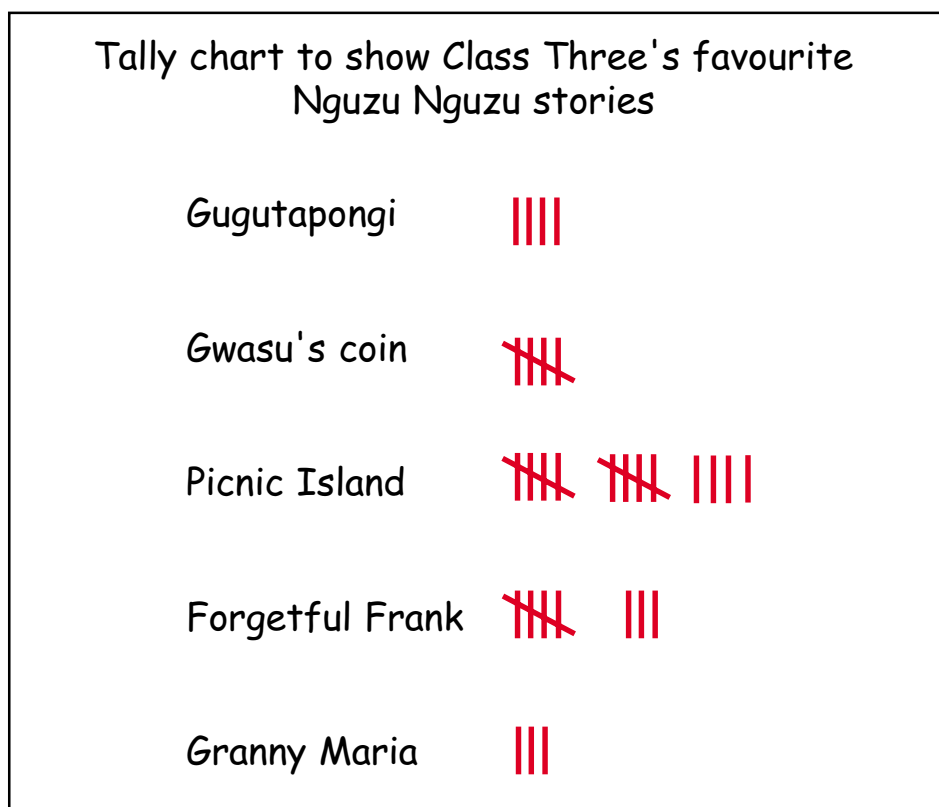 Tally chart to show Class Three's favourite
Nguzu Nguzu stories
Gugutapongi
Gwasu's coin
Picnic Island
Forgetful Frank
Granny Maria